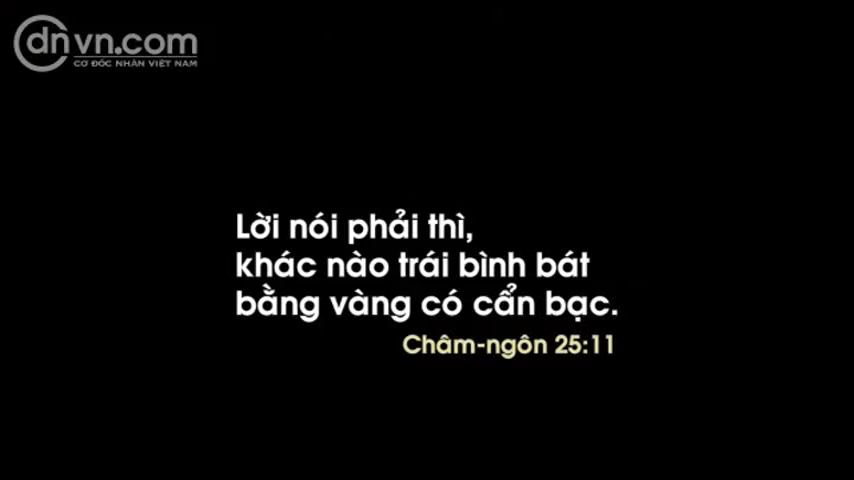 cdnvn.com
CƠ ĐỐC NHÂN VIỆT NAM
Lời nói phải thì,
khác nào trái bình bát
bằng vàng có cẩn bạc.
Châm-ngôn 25:11